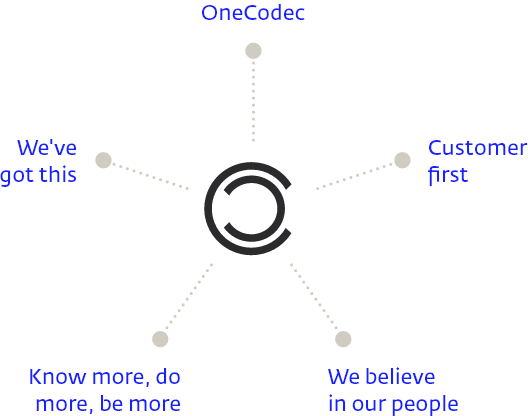 OneCodec
We've
got this
Customer
first
Know more, do
more, be more
We believe
in our people